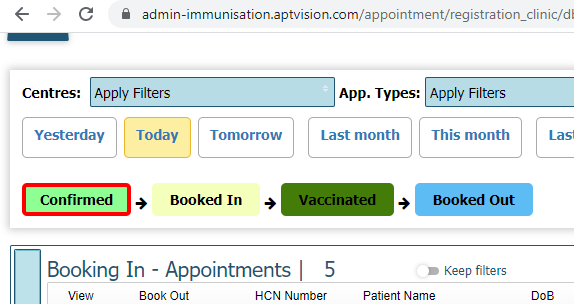 admin-immunisation.aptvision.com/appointment/registration_clinic/d
Centres: Apply Filters App. Types: Apply Filters
Yesterday Today Tomorrow Last month This month Las
Confirmed Booked In Vaccinated Booked Out
Booking In - Appointments | 5 Keep filters
View Book Out HCN Number Patient Name DoB